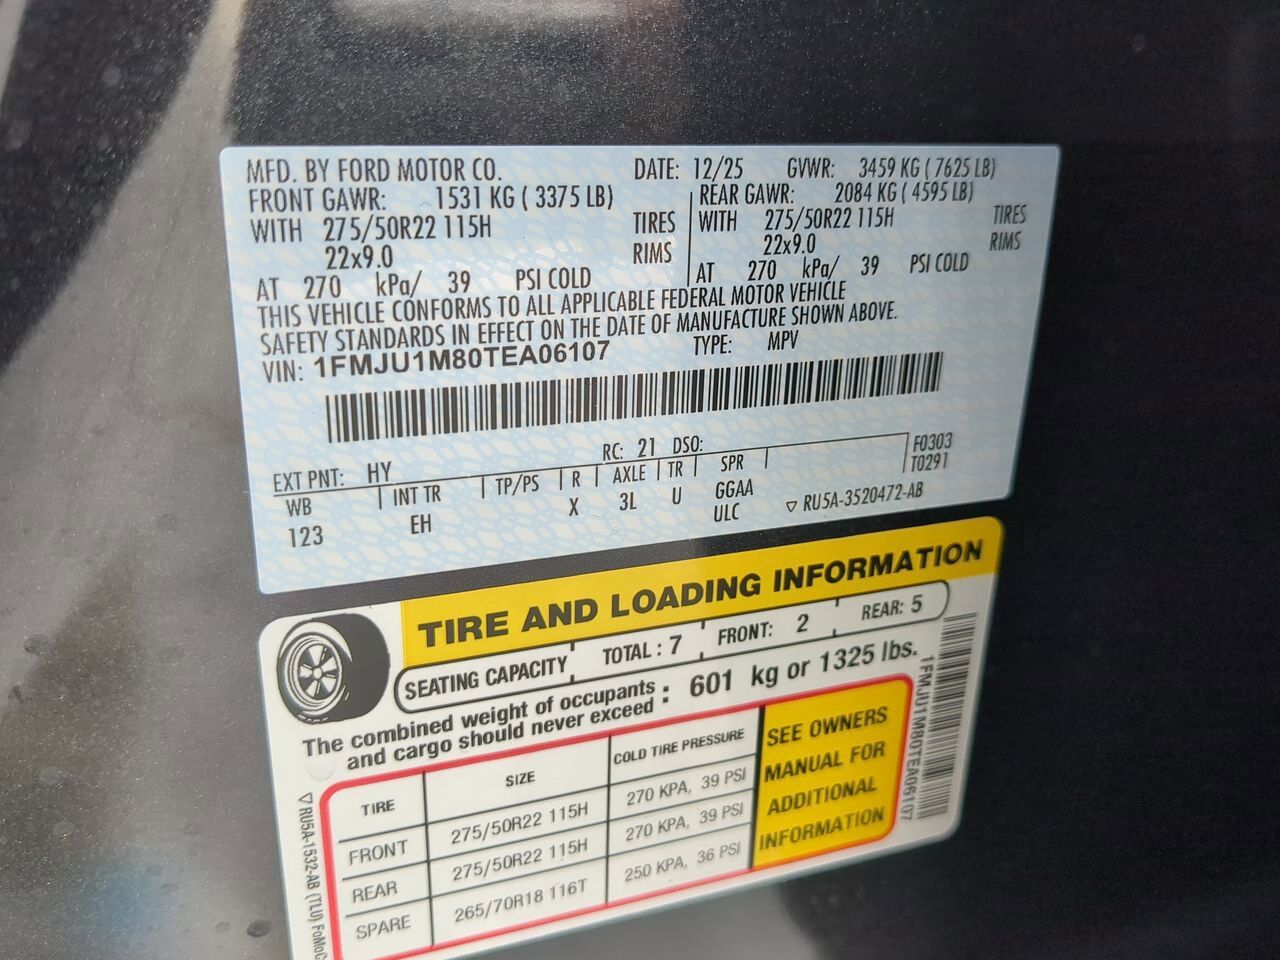 MFD. BY FORD MOTOR CO. DATE: 12/25 GVWR: 3459 KG ( 7625 LB)
FRONT GAWR: 1531 KG ( 3375 LB) REAR GAWR: 2084 KG ( 4595 LB)
WITH 275/50R22 115H TIRES WITH 275/50R22 115H TIRES
22x9.0 RIMS 22x9.0 RIMS
AT 270 kPa/ 39 PSI COLD AT 270 kPa/ 39 PSI COLD
THIS VEHICLE CONFORMS TO ALL APPLICABLE FEDERAL MOTOR VEHICLE
SAFETY STANDARDS IN EFFECT ON THE DATE OF MANUFACTURE SHOWN ABOVE.
VIN: 1FMJU1M80TEA06107 TYPE: MPV
EXT PNT: HY RC: 21 DSO: F0303
WB INT TR TP/PS R AXLE TR SPR T0291
123 EH X 3L U GGAA
ULC ▽ RU5A-3520472-AB
TIRE AND LOADING INFORMATION
SEATING CAPACITY TOTAL : 7 FRONT: 2 REAR: 5
The combined weight of occupants
and cargo should never exceed : 601 kg or 1325 lbs.
TIRE SIZE COLD TIRE PRESSURE
FRONT 275/50R22 115H 270 KPA, 39 PSI
REAR 275/50R22 115H 270 KPA, 39 PSI
SPARE 265/70R18 116T 250 KPA, 36 PSI
SEE OWNERS
MANUAL FOR
ADDITIONAL
INFORMATION
1FMJU1M80TEA06107
▽ RU5A-1532-AB (TLU) FoMoC